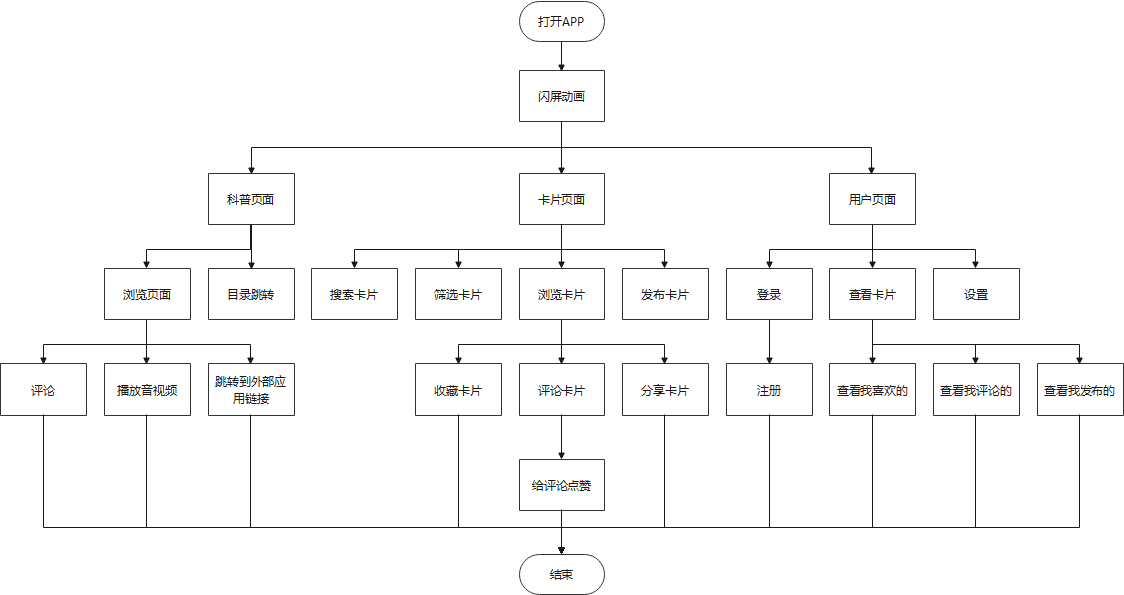 打开APP
闪屏动画
科普页面
卡片页面
用户页面
浏览页面
目录跳转
搜索卡片
筛选卡片
浏览卡片
发布卡片
登录
查看卡片
设置
评论
播放音视频
跳转到外部应
用链接
收藏卡片
评论卡片
分享卡片
注册
查看我喜欢的
查看我评论的
查看我发布的
给评论点赞
结束